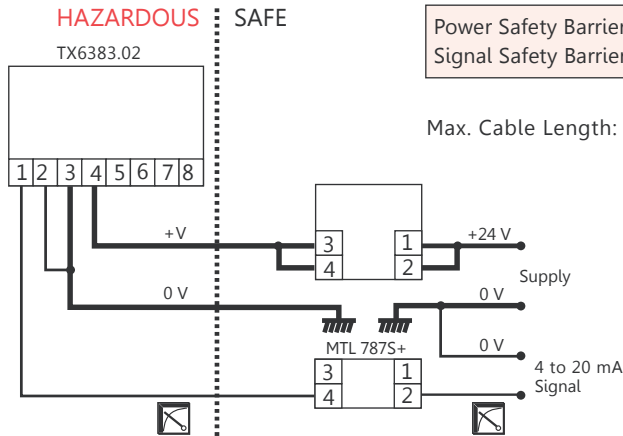 HAZARDOUS SAFE
Power Safety Barrier
Signal Safety Barrier
TX6383.02
Max. Cable Length:
1 2 3 4 5 6 7 8
+V
3 1
4 2
+24 V
Supply
0 V
0 V
MTL 787S+
0 V
3 1
4 2
4 to 20 mA
Signal